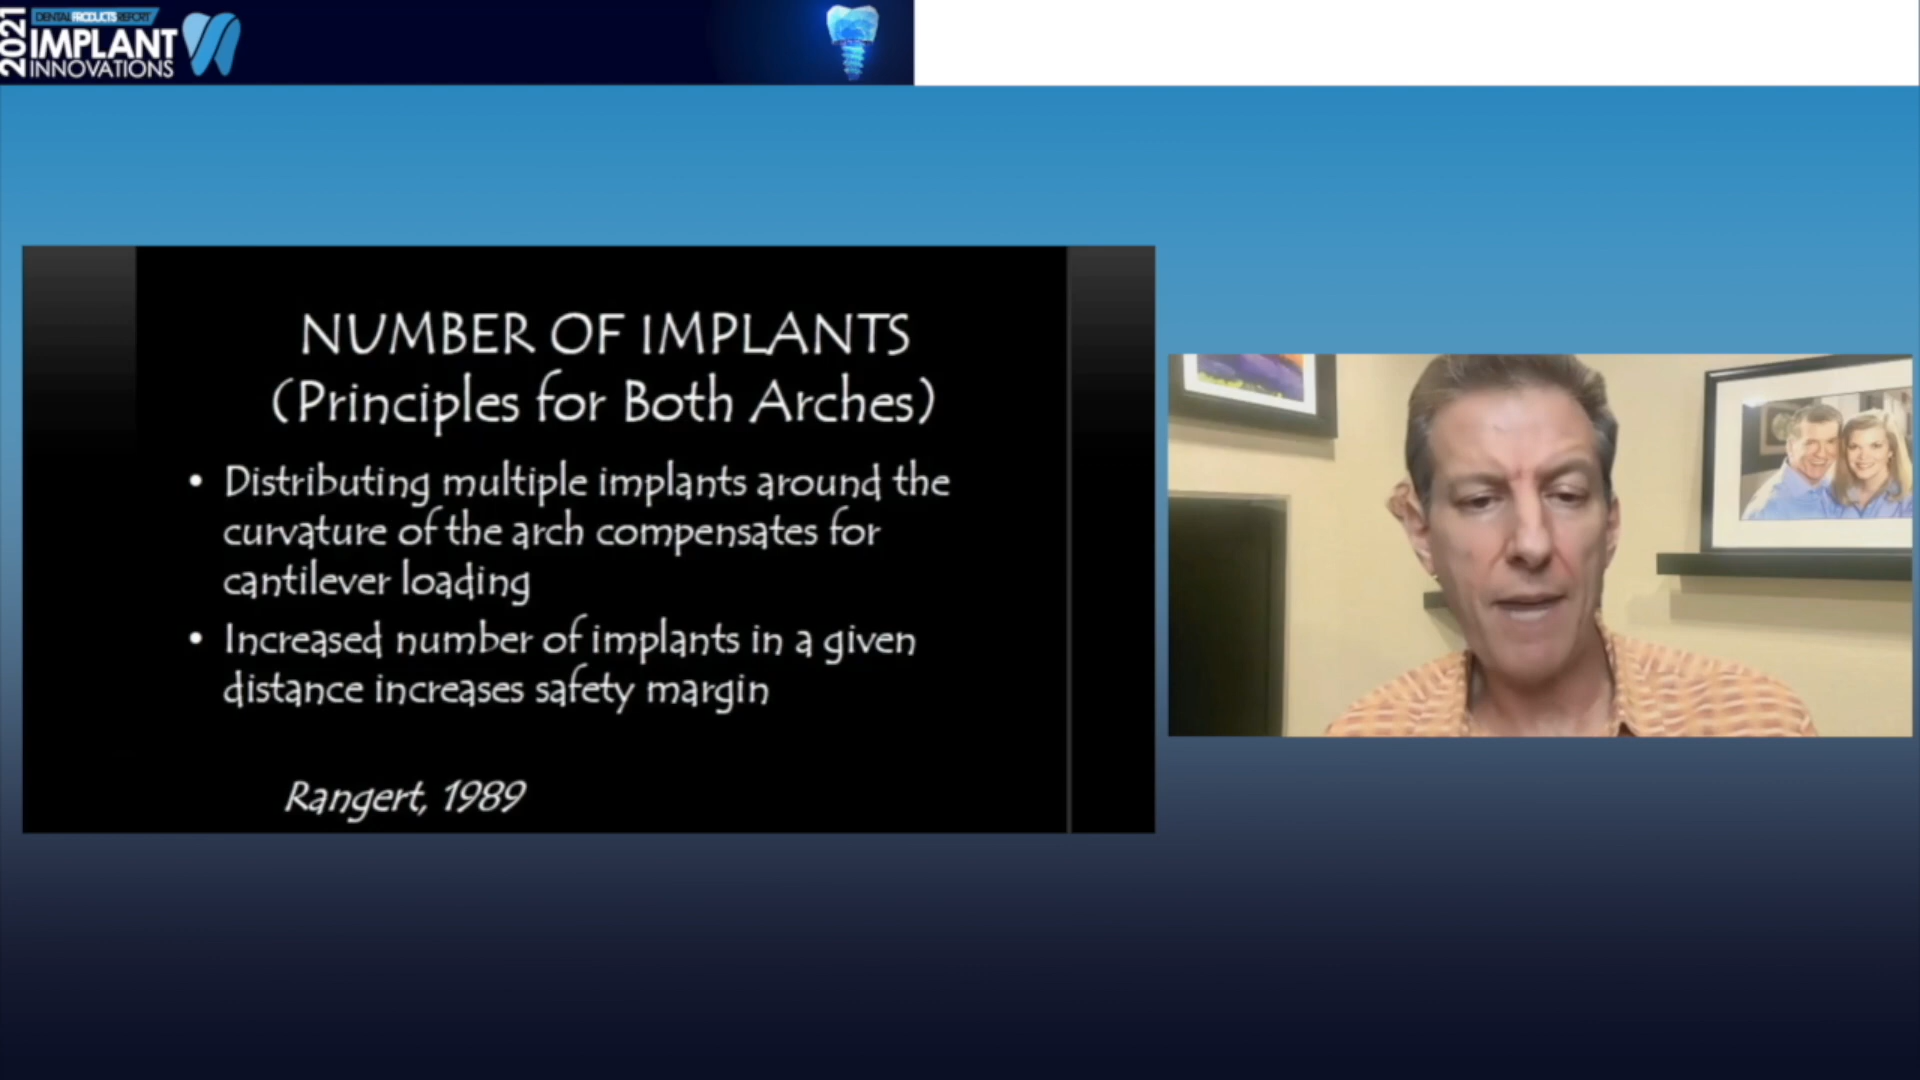 2021
DENTAL PRODUCTS REPORT
IMPLANT
INNOVATIONS
NUMBER OF IMPLANTS
(Principles for Both Arches)
• Distributing multiple implants around the
curvature of the arch compensates for
cantilever loading
• Increased number of implants in a given
distance increases safety margin
Rangert, 1989